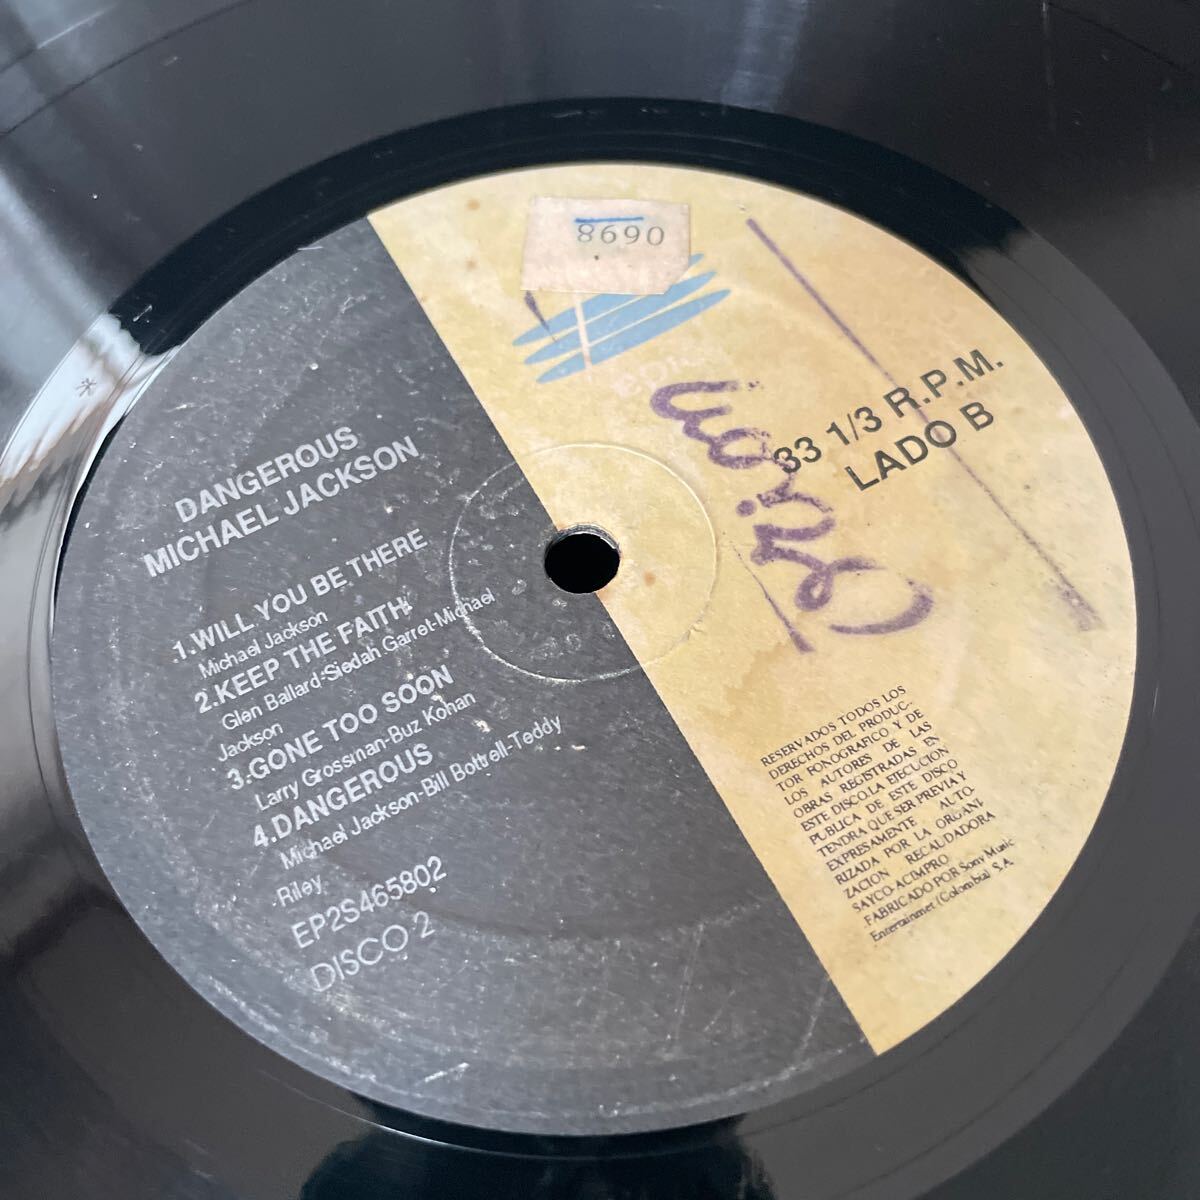 8690
33 1/3 R.P.M.
LADO B
DANGEROUS
MICHAEL JACKSON
1.WILL YOU BE THERE
Michael Jackson
2.KEEP THE FAITH
Glen Ballard-Siedah Garret-Michael
Jackson
3.GONE TOO SOON
Larry Grossman-Buz Kohan
4.DANGEROUS
Michael Jackson-Bill Bottrell-Teddy
Riley
EP2S465802
DISCO 2
RESERVADOS TODOS LOS
DERECHOS DEL PRODUC-
TOR FONOGRAFICO Y DE
LOS AUTORES DE LAS
OBRAS REGISTRADAS EN
ESTE DISCO.LA EJECUCION
PUBLICA DE ESTE DISCO
TENDRA QUE SER PREVIA Y
EXPRESAMENTE AUTO-
RIZADA POR LA ORGANI
ZACION RECAUDADORA
SAYCO-ACIMPRO.
FABRICADO POR Sony Music
Entertainmet (Colombia) S.A.